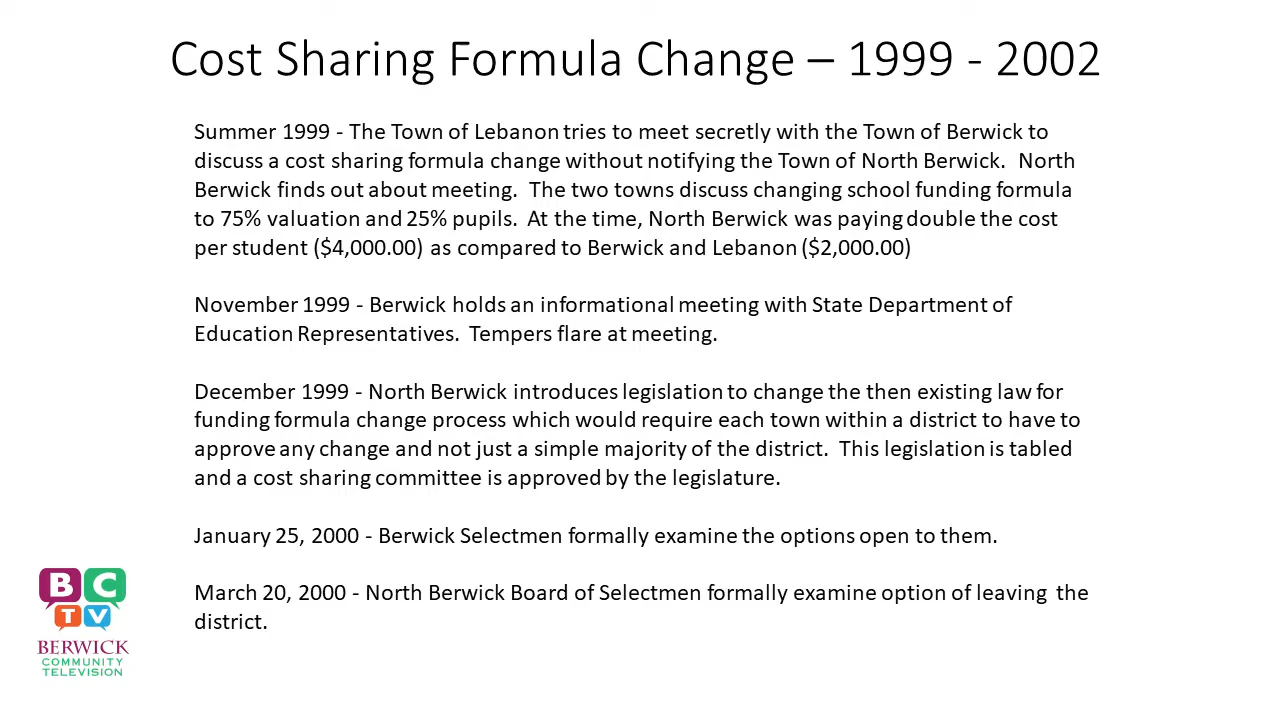 Cost Sharing Formula Change – 1999 - 2002
Summer 1999 - The Town of Lebanon tries to meet secretly with the Town of Berwick to
discuss a cost sharing formula change without notifying the Town of North Berwick.  North
Berwick finds out about meeting.  The two towns discuss changing school funding formula
to 75% valuation and 25% pupils.  At the time, North Berwick was paying double the cost
per student ($4,000.00) as compared to Berwick and Lebanon ($2,000.00)
November 1999 - Berwick holds an informational meeting with State Department of
Education Representatives.  Tempers flare at meeting.
December 1999 - North Berwick introduces legislation to change the then existing law for
funding formula change process which would require each town within a district to have to
approve any change and not just a simple majority of the district.  This legislation is tabled
and a cost sharing committee is approved by the legislature.
January 25, 2000 - Berwick Selectmen formally examine the options open to them.
March 20, 2000 - North Berwick Board of Selectmen formally examine option of leaving  the
district.
B C
T V
BERWICK
COMMUNITY
TELEVISION